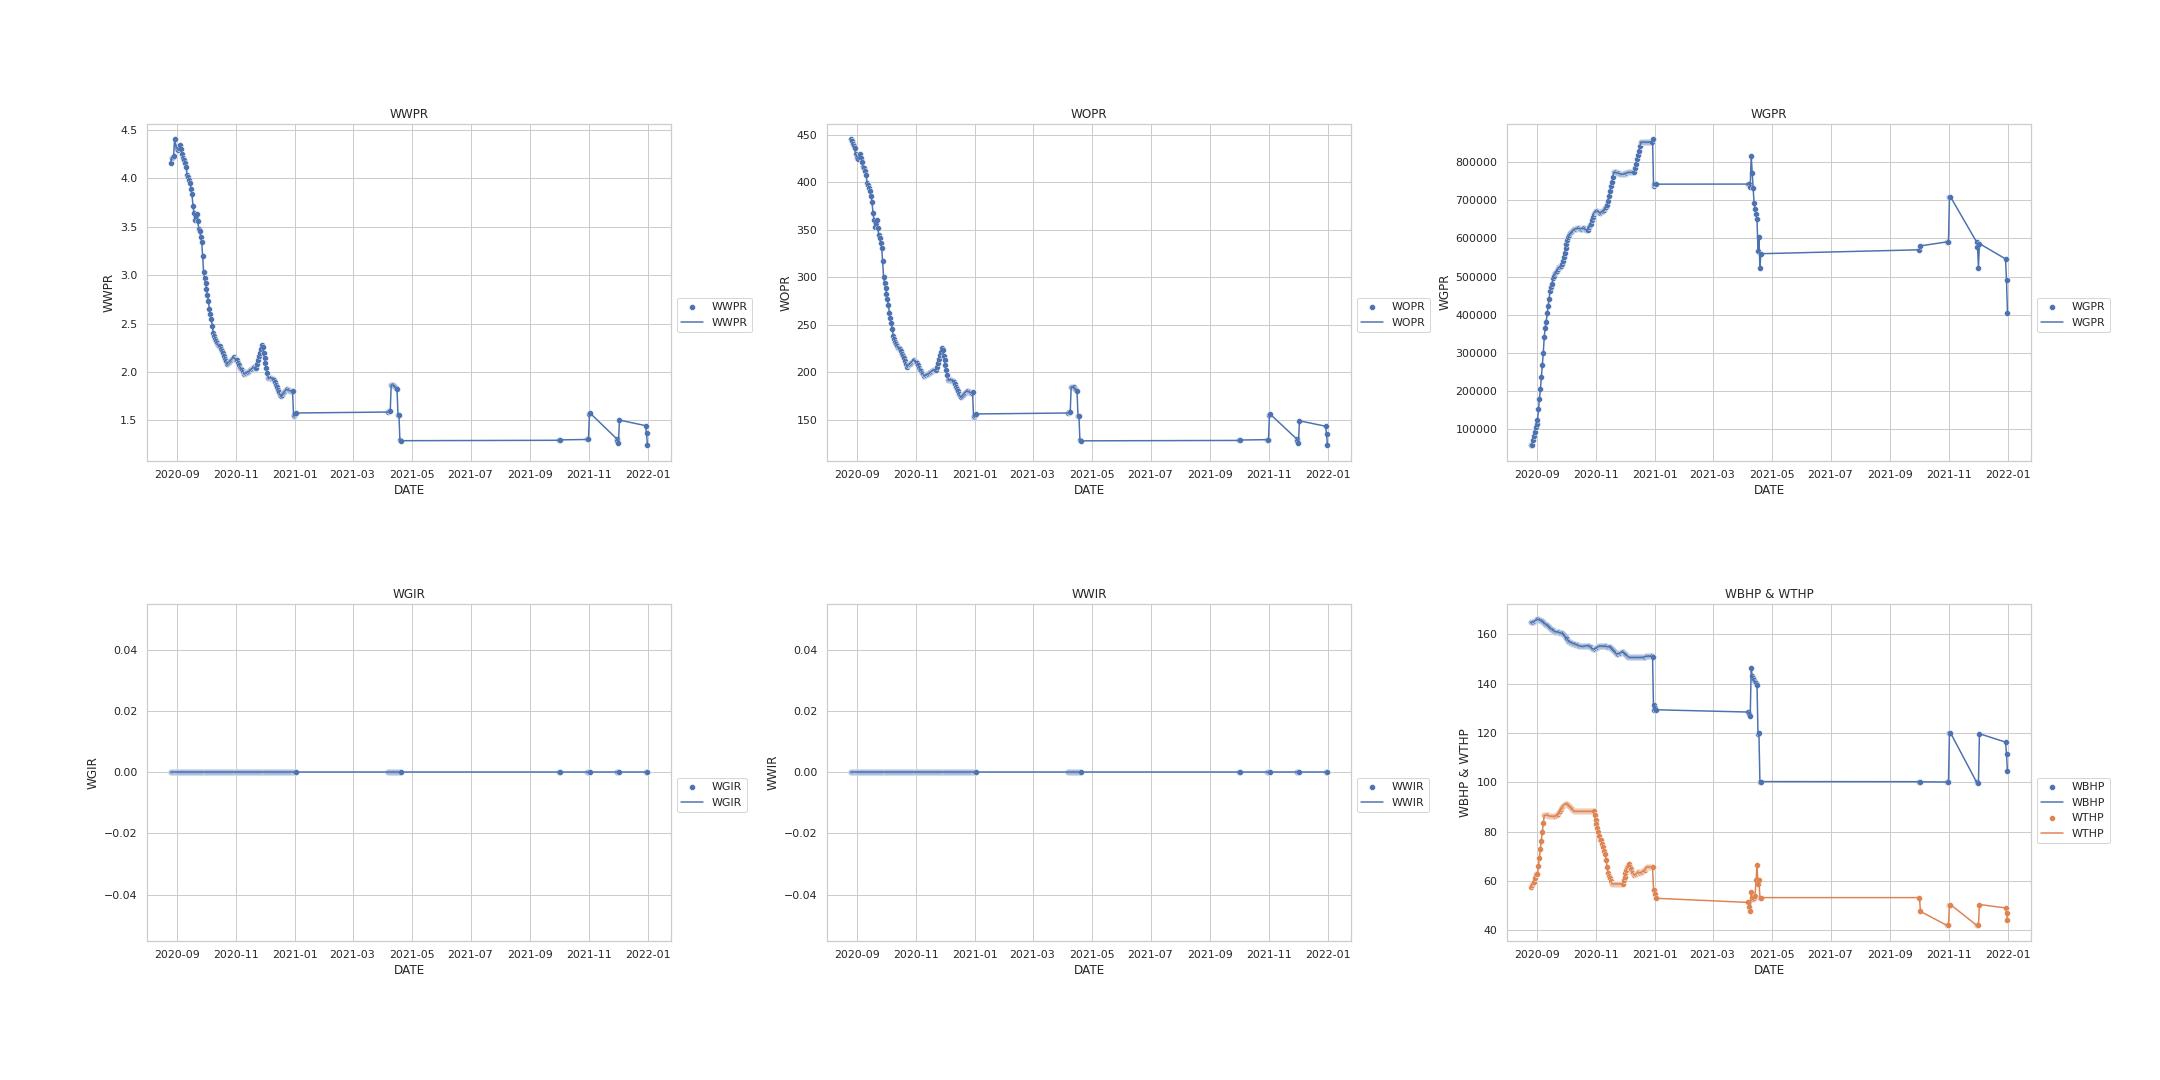 WWPR
4.5
4.0
3.5
3.0
2.5
2.0
1.5
WWPR
2020-09 2020-11 2021-01 2021-03 2021-05 2021-07 2021-09 2021-11 2022-01
DATE
WWPR
WWPR
WOPR
450
400
350
300
250
200
150
WOPR
2020-09 2020-11 2021-01 2021-03 2021-05 2021-07 2021-09 2021-11 2022-01
DATE
WOPR
WOPR
WGPR
800000
700000
600000
500000
400000
300000
200000
100000
WGPR
2020-09 2020-11 2021-01 2021-03 2021-05 2021-07 2021-09 2021-11 2022-01
DATE
WGPR
WGPR
WGIR
0.04
0.02
0.00
−0.02
−0.04
WGIR
2020-09 2020-11 2021-01 2021-03 2021-05 2021-07 2021-09 2021-11 2022-01
DATE
WGIR
WGIR
WWIR
0.04
0.02
0.00
−0.02
−0.04
WWIR
2020-09 2020-11 2021-01 2021-03 2021-05 2021-07 2021-09 2021-11 2022-01
DATE
WWIR
WWIR
WBHP & WTHP
160
140
120
100
80
60
40
WBHP & WTHP
2020-09 2020-11 2021-01 2021-03 2021-05 2021-07 2021-09 2021-11 2022-01
DATE
WBHP
WBHP
WTHP
WTHP